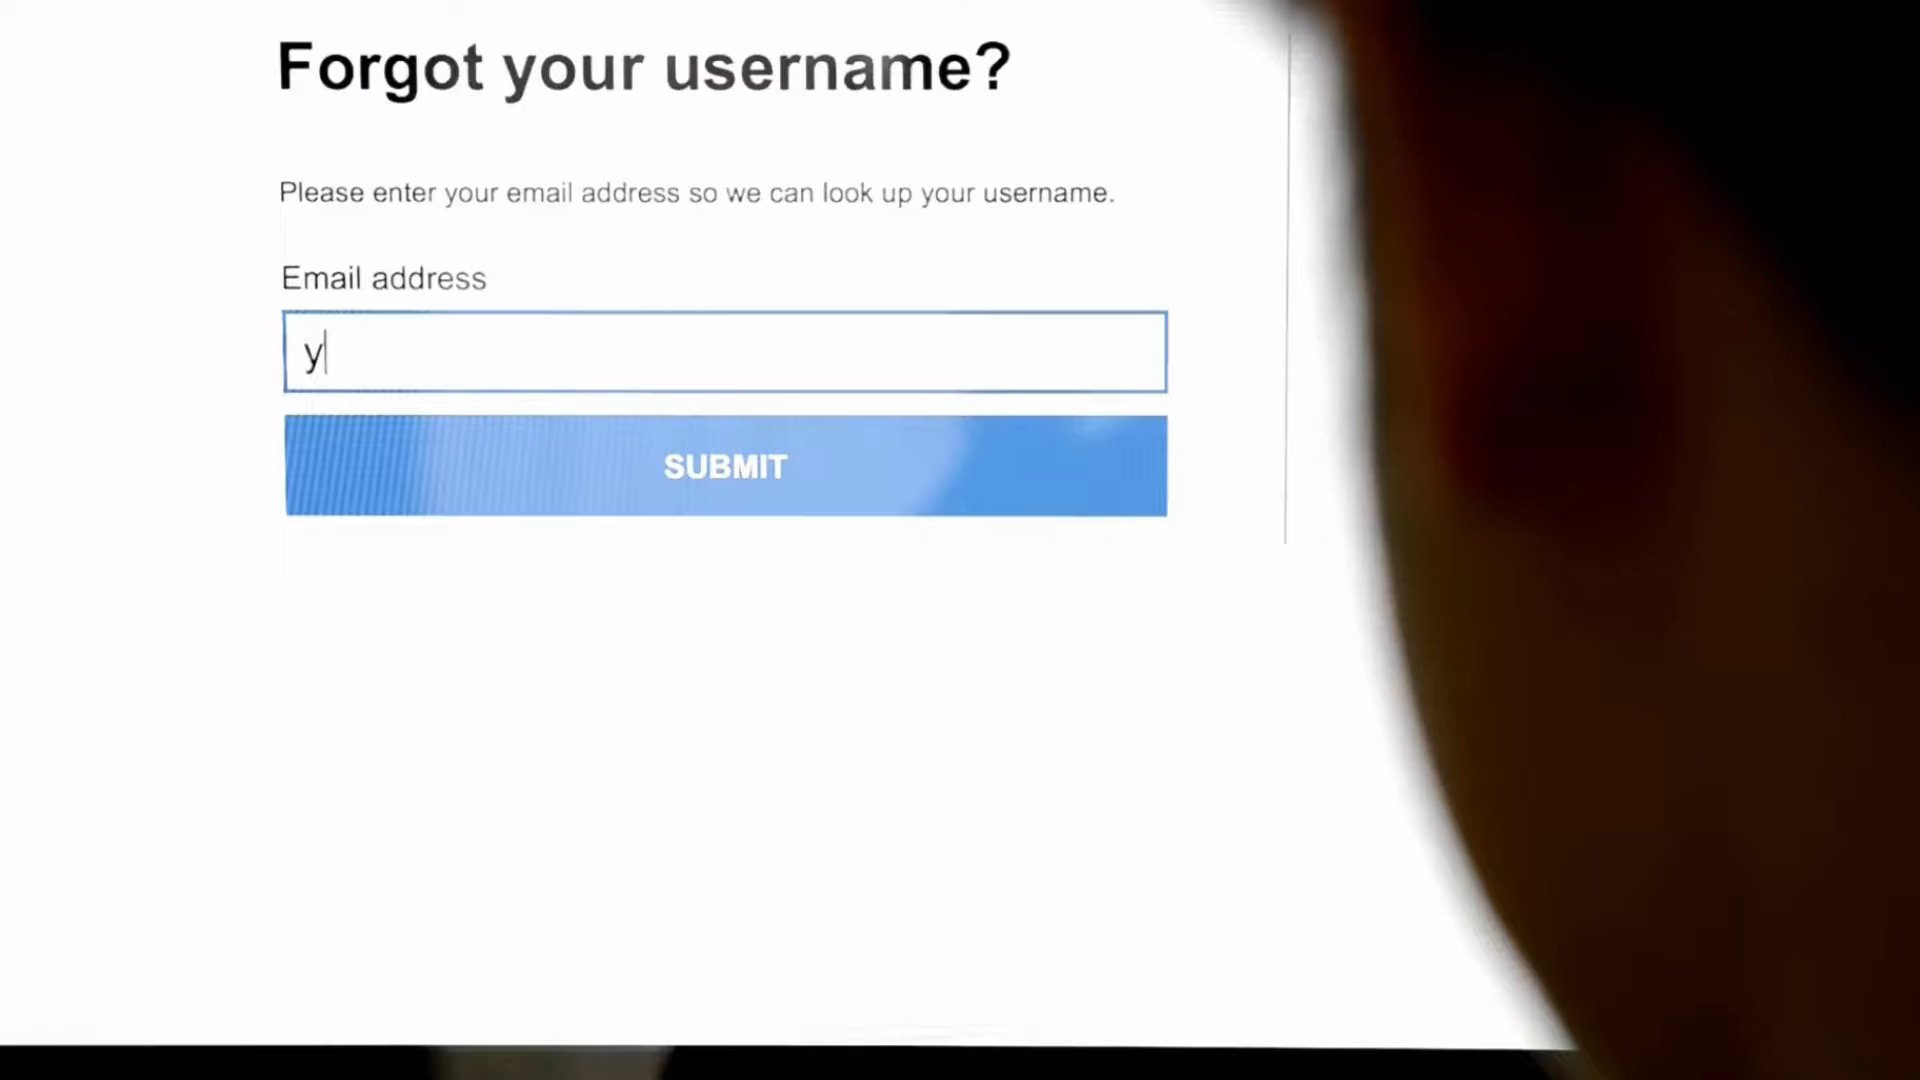 Forgot your username?
Please enter your email address so we can look up your username.
Email address
y
SUBMIT